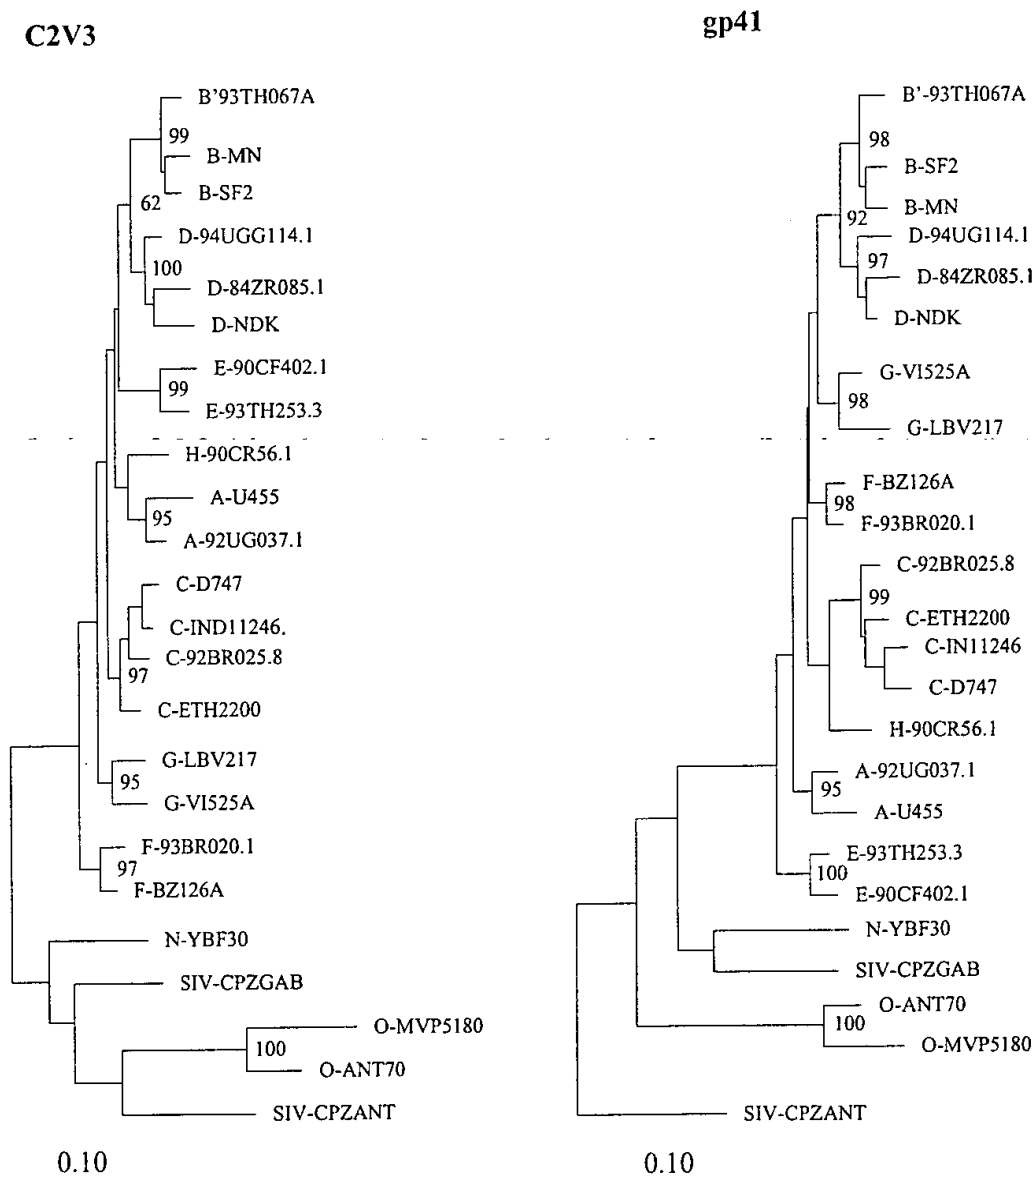 C2V3
B'93TH067A
99
B-MN
B-SF2
62
D-94UGG114.1
100
D-84ZR085.1
D-NDK
E-90CF402.1
99
E-93TH253.3
H-90CR56.1
A-U455
95
A-92UG037.1
C-D747
C-IND11246.
C-92BR025.8
97
C-ETH2200
G-LBV217
95
G-VI525A
F-93BR020.1
97
F-BZ126A
N-YBF30
SIV-CPZGAB
O-MVP5180
100
O-ANT70
SIV-CPZANT
0.10
gp41
B'-93TH067A
98
B-SF2
B-MN
92
D-94UG114.1
97
D-84ZR085.1
D-NDK
G-VI525A
98
G-LBV217
F-BZ126A
98
F-93BR020.1
C-92BR025.8
99
C-ETH2200
C-IN11246
C-D747
H-90CR56.1
A-92UG037.1
95
A-U455
E-93TH253.3
100
E-90CF402.1
N-YBF30
SIV-CPZGAB
O-ANT70
100
O-MVP5180
SIV-CPZANT
0.10